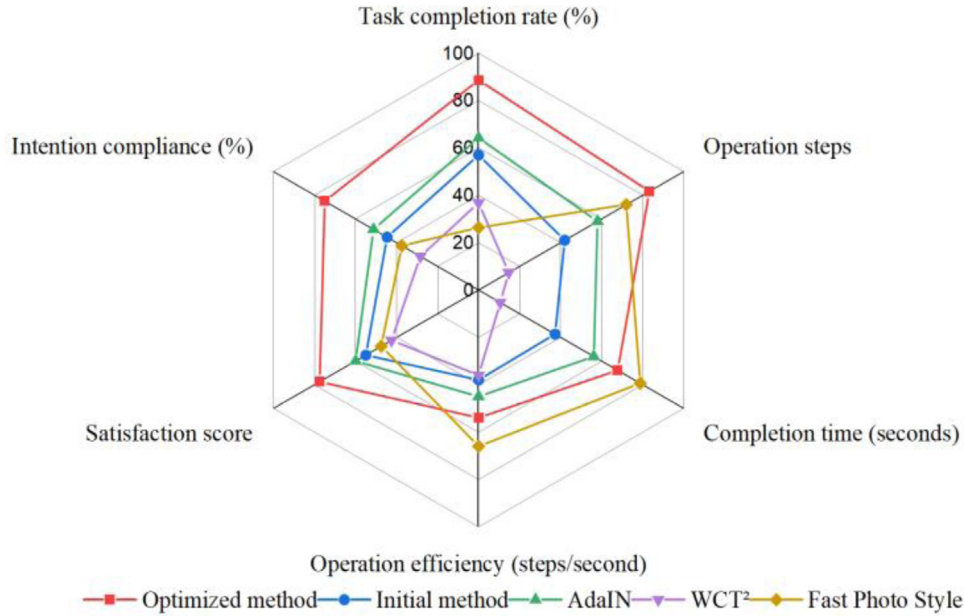 Task completion rate (%)
100
80
60
40
20
0
Intention compliance (%)
Operation steps
Satisfaction score
Completion time (seconds)
Operation efficiency (steps/second)
Optimized method Initial method AdaIN WCT² Fast Photo Style